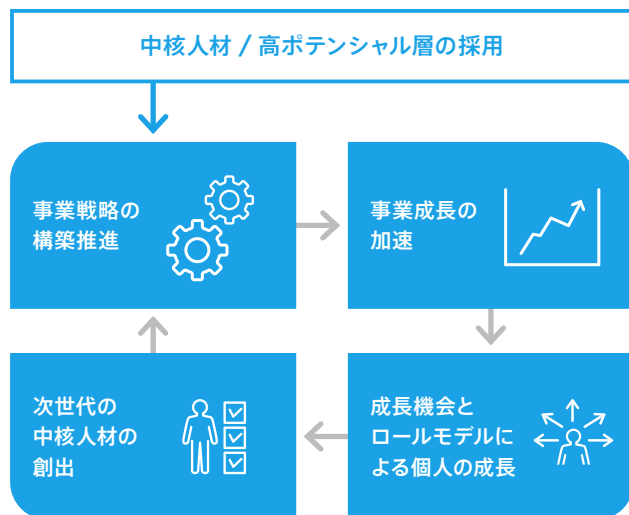 中核人材 / 高ポテンシャル層の採用
事業戦略の
構築推進
事業成長の
加速
次世代の
中核人材の
創出
成長機会と
ロールモデルに
よる個人の成長